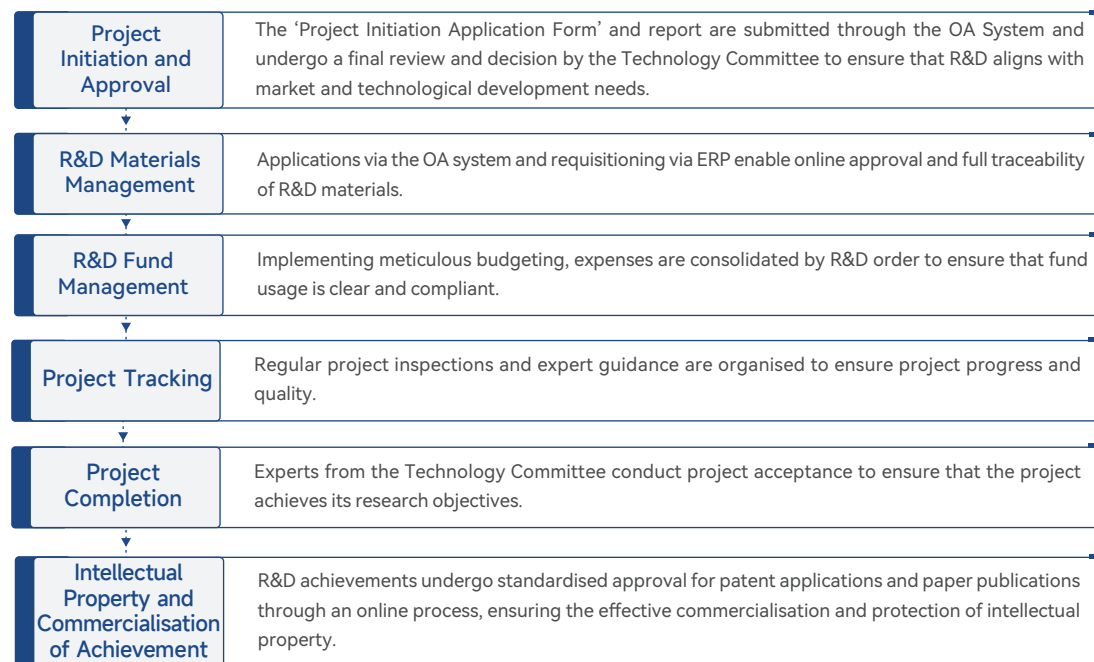 Project
Initiation and
Approval
The ‘Project Initiation Application Form’ and report are submitted through the OA System and
undergo a final review and decision by the Technology Committee to ensure that R&D aligns with
market and technological development needs.
R&D Materials
Management
Applications via the OA system and requisitioning via ERP enable online approval and full traceability
of R&D materials.
R&D Fund
Management
Implementing meticulous budgeting, expenses are consolidated by R&D order to ensure that fund
usage is clear and compliant.
Project Tracking
Regular project inspections and expert guidance are organised to ensure project progress and
quality.
Project
Completion
Experts from the Technology Committee conduct project acceptance to ensure that the project
achieves its research objectives.
Intellectual
Property and
Commercialisation
of Achievement
R&D achievements undergo standardised approval for patent applications and paper publications
through an online process, ensuring the effective commercialisation and protection of intellectual
property.